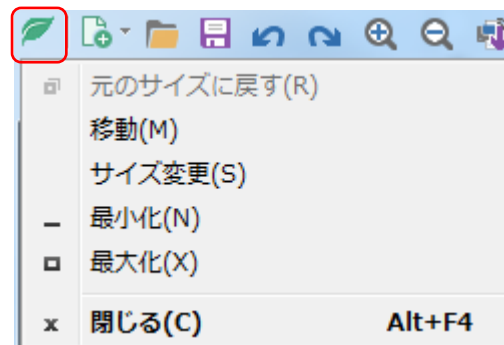 元のサイズに戻す(R)
移動(M)
サイズ変更(S)
最小化(N)
最大化(X)
閉じる(C) Alt+F4